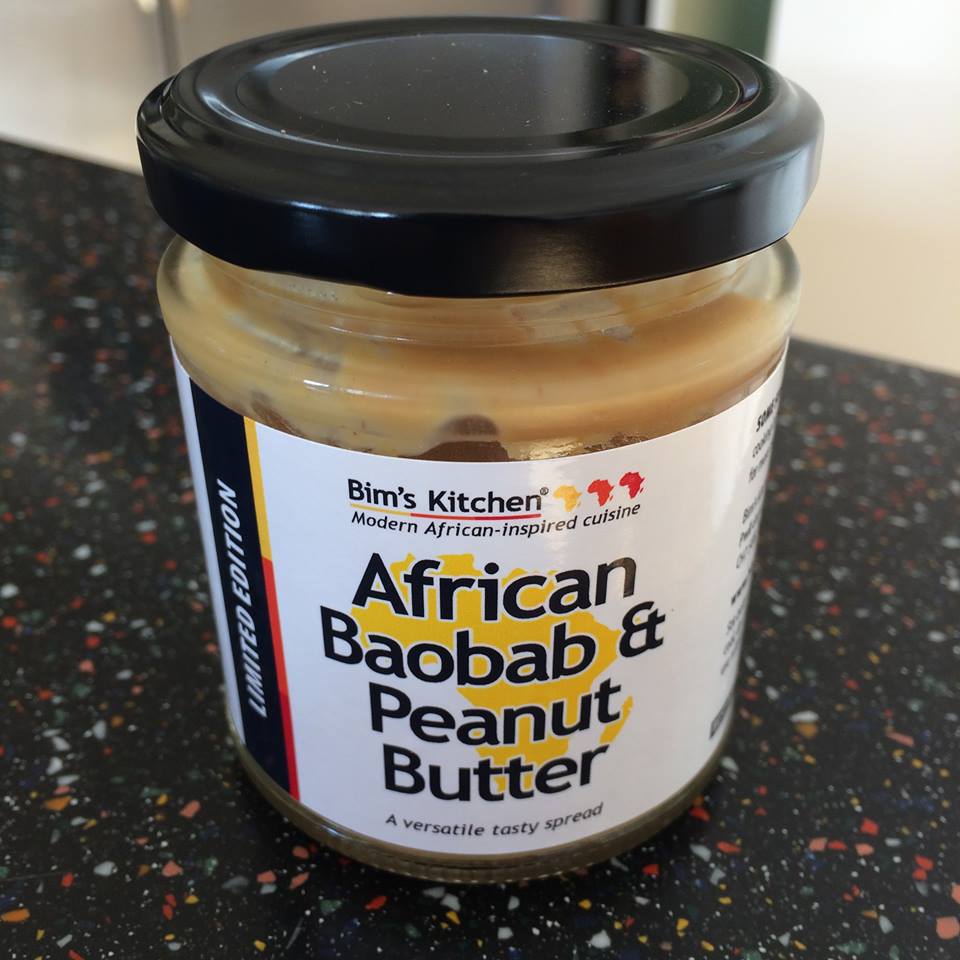 LIMITED EDITION
Bim's Kitchen®
Modern African-inspired cuisine
African
Baobab &
Peanut
Butter
A versatile tasty spread